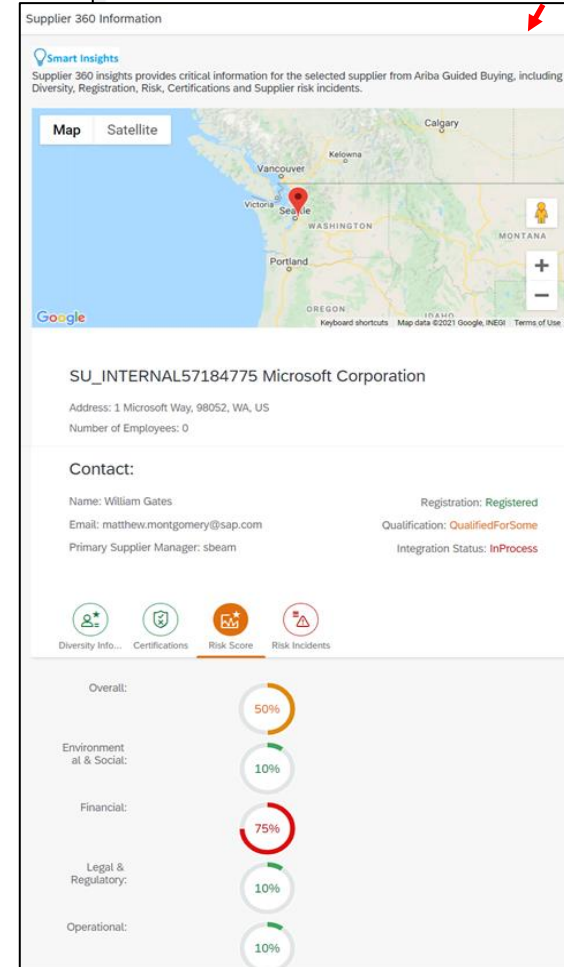 Supplier 360 Information
Smart Insights
Supplier 360 insights provides critical information for the selected supplier from Ariba Guided Buying, including
Diversity, Registration, Risk, Certifications and Supplier risk incidents.
Map Satellite
Calgary
Kelowna
Vancouver
Victoria
Seattle
WASHINGTON
MONTANA
Portland
OREGON
IDAHO
Google
Keyboard shortcuts Map data ©2021 Google, INEGI Terms of Use
SU_INTERNAL57184775 Microsoft Corporation
Address: 1 Microsoft Way, 98052, WA, US
Number of Employees: 0
Contact:
Name: William Gates
Registration: Registered
Email: matthew.montgomery@sap.com
Qualification: QualifiedForSome
Primary Supplier Manager: sbeam
Integration Status: InProcess
Diversity Info... Certifications Risk Score Risk Incidents
Overall:
50%
Environment
al & Social:
10%
Financial:
75%
Legal &
Regulatory:
10%
Operational:
10%